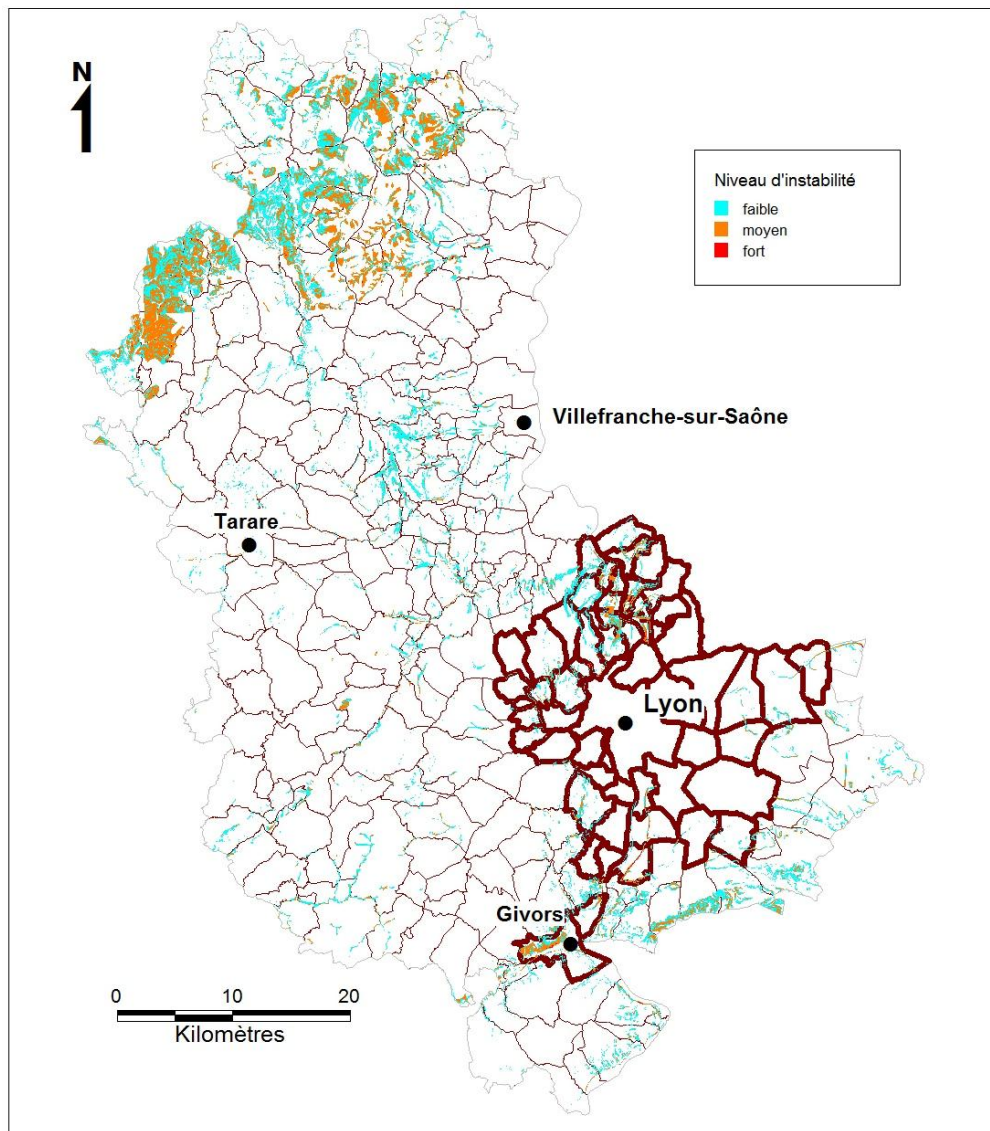 N
Niveau d'instabilité
faible
moyen
fort
Villefranche-sur-Saône
Tarare
Lyon
Givors
0 10 20
Kilomètres